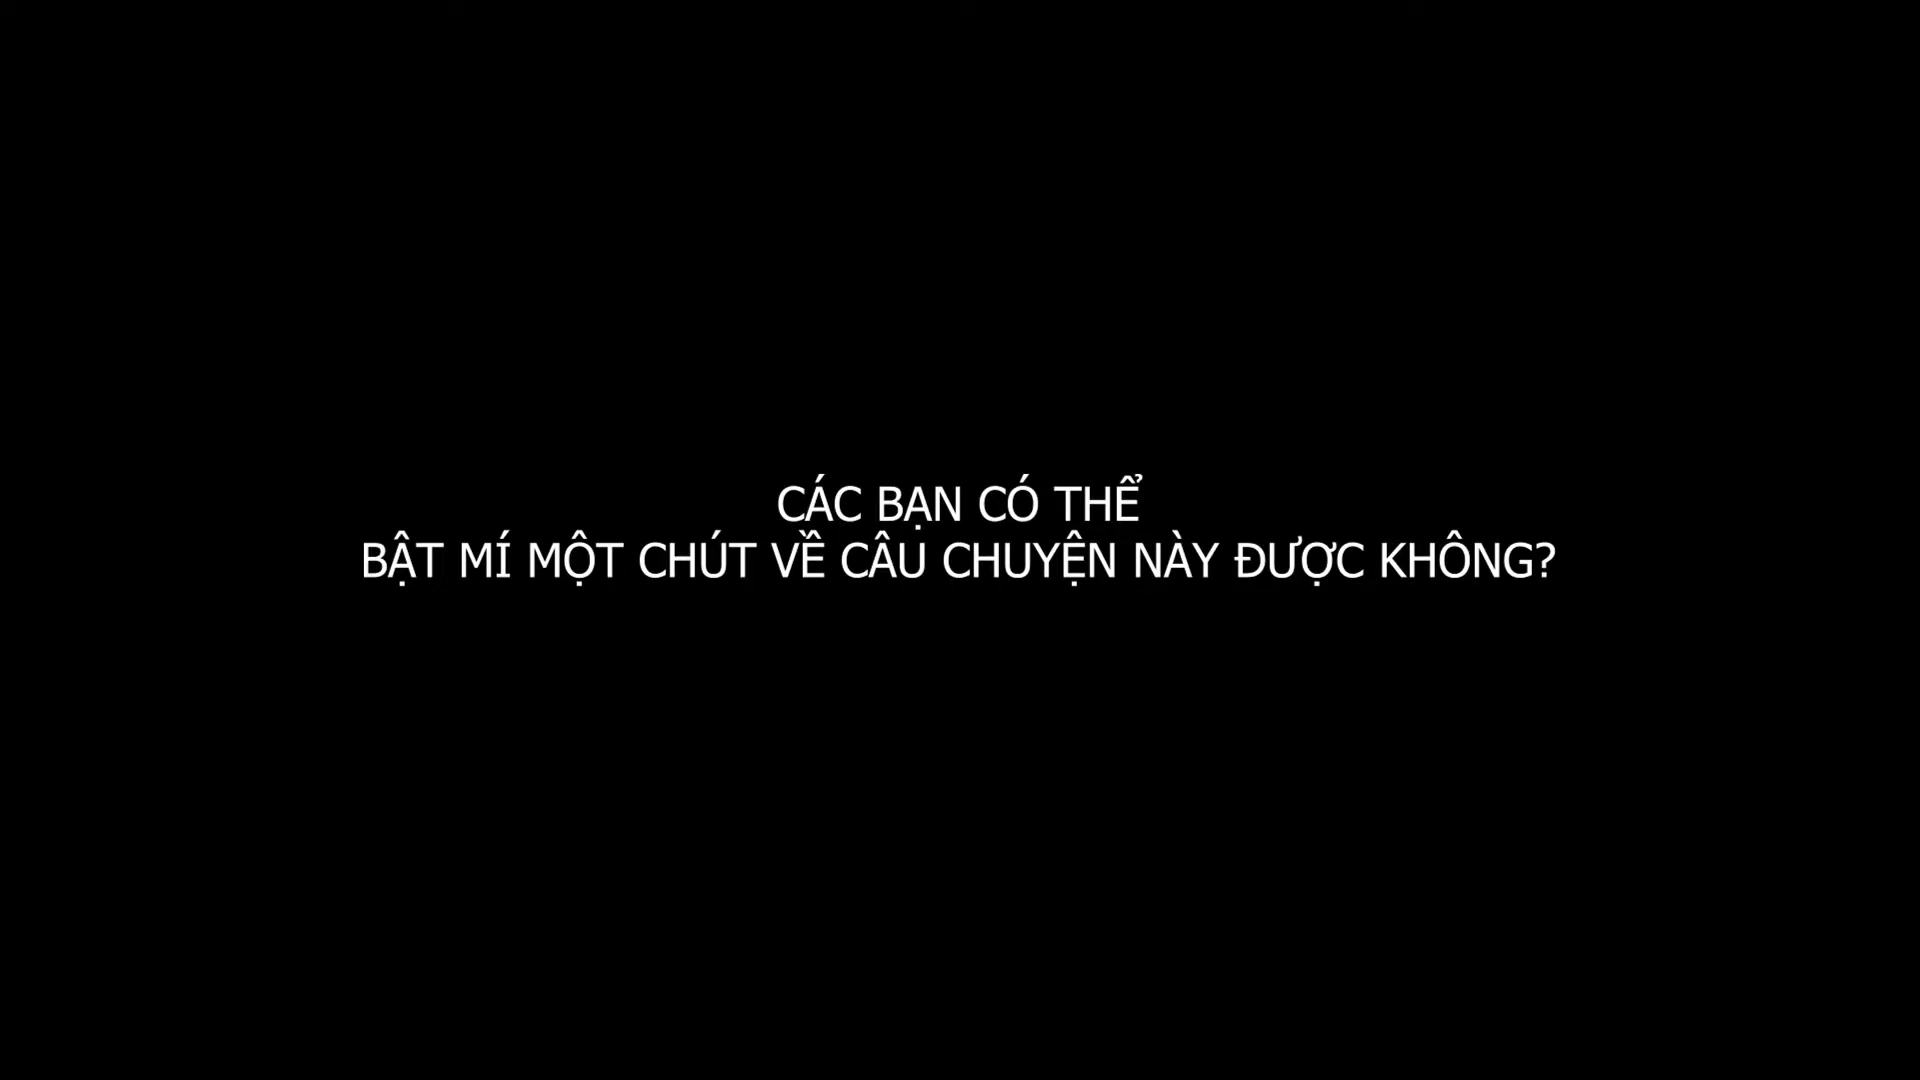 CÁC BẠN CÓ THỂ
BẬT MÍ MỘT CHÚT VỀ CÂU CHUYỆN NÀY ĐƯỢC KHÔNG?